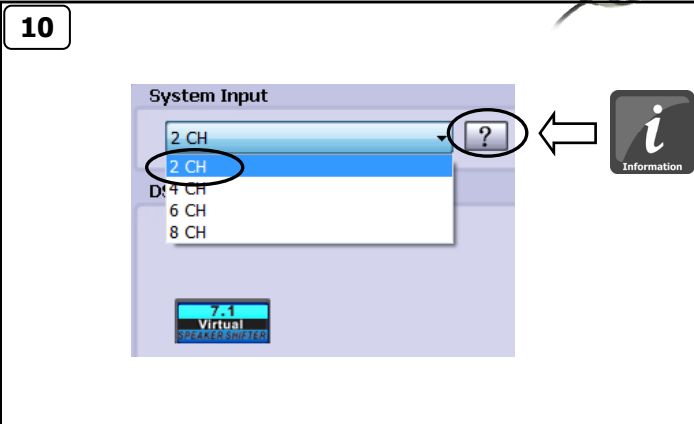 10
System Input
2 CH
?
2 CH
4 CH
6 CH
8 CH
7.1
Virtual
SPEAKER SHIFTER
i
Information